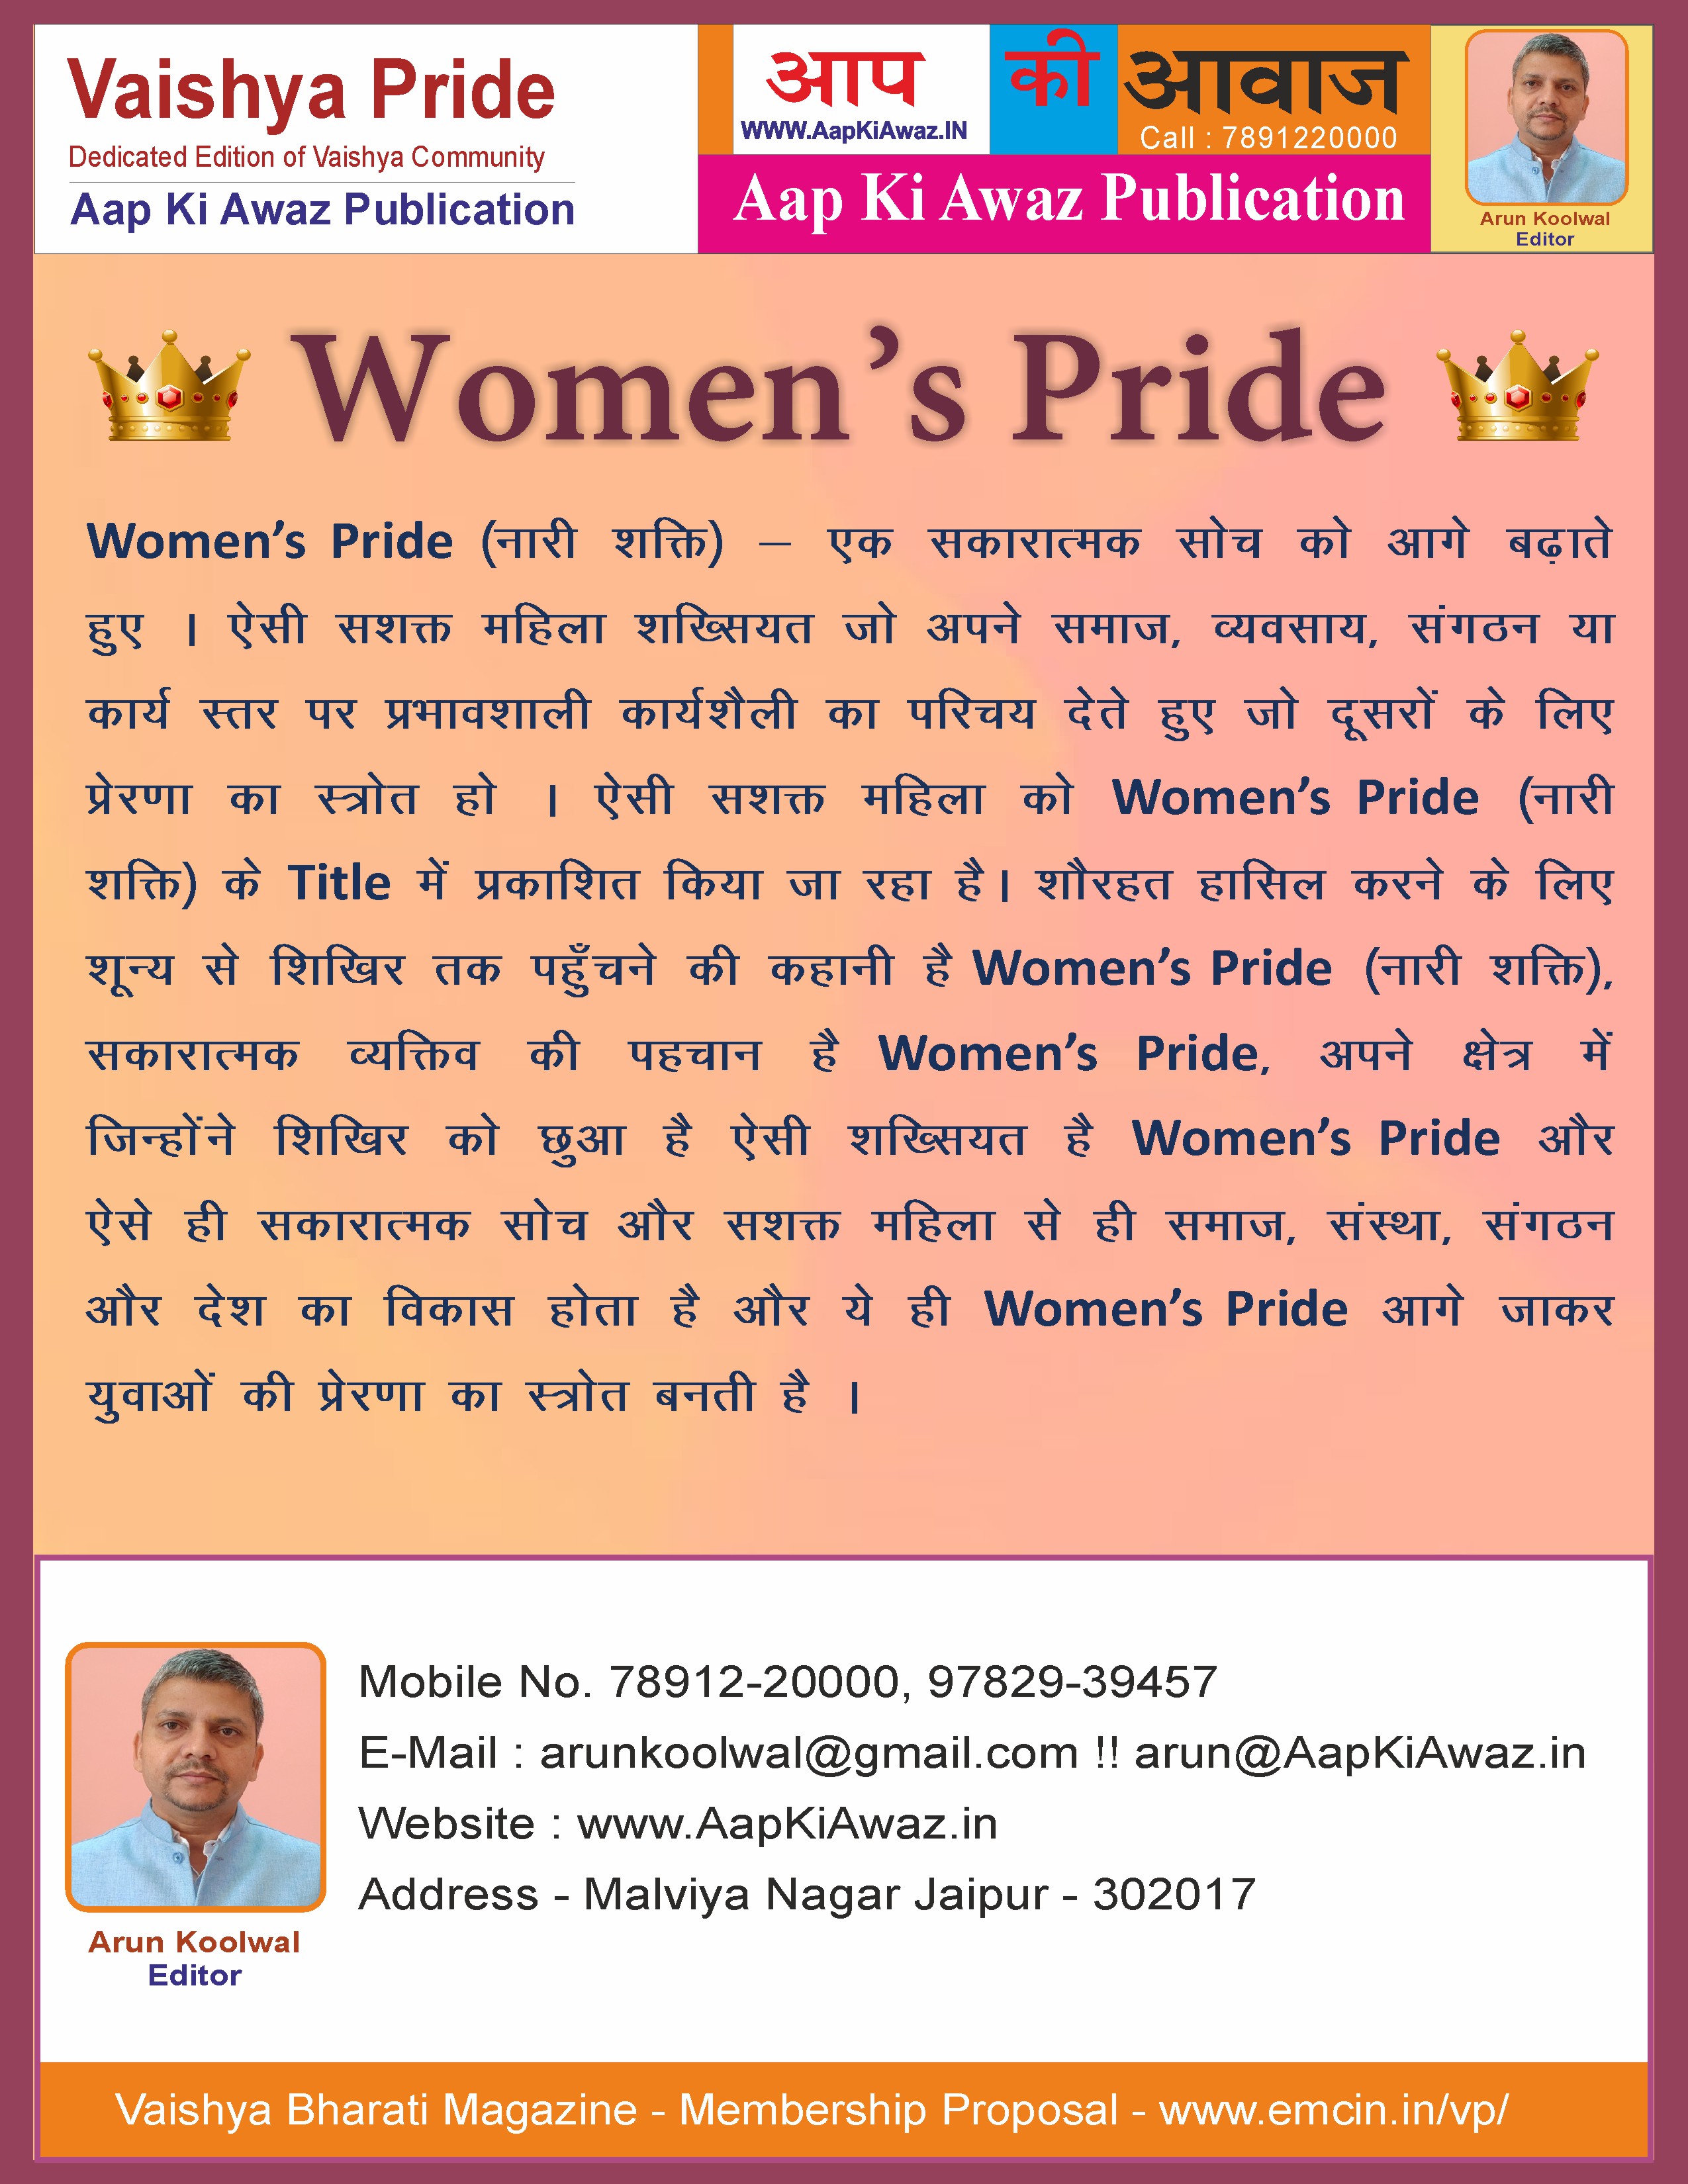 Vaishya Pride
Dedicated Edition of Vaishya Community
Aap Ki Awaz Publication
आप की आवाज
WWW.AapKiAwaz.IN
Call : 7891220000
Aap Ki Awaz Publication
Arun Koolwal
Editor
Women’s Pride
Women’s Pride (नारी शक्ति) – एक सकारात्मक सोच को आगे बढ़ाते
हुए । ऐसी सशक्त महिला शख्सियत जो अपने समाज, व्यवसाय, संगठन या
कार्य स्तर पर प्रभावशाली कार्यशैली का परिचय देते हुए जो दूसरों के लिए
प्रेरणा का स्त्रोत हो । ऐसी सशक्त महिला को Women’s Pride (नारी
शक्ति) के Title में प्रकाशित किया जा रहा है। शौरहत हासिल करने के लिए
शून्य से शिखिर तक पहुँचने की कहानी है Women’s Pride (नारी शक्ति),
सकारात्मक व्यक्तिव की पहचान है Women’s Pride, अपने क्षेत्र में
जिन्होंने शिखिर को छुआ है ऐसी शख्सियत है Women’s Pride और
ऐसे ही सकारात्मक सोच और सशक्त महिला से ही समाज, संस्था, संगठन
और देश का विकास होता है और ये ही Women’s Pride आगे जाकर
युवाओं की प्रेरणा का स्त्रोत बनती है ।
Mobile No. 78912-20000, 97829-39457
E-Mail : arunkoolwal@gmail.com !! arun@AapKiAwaz.in
Website : www.AapKiAwaz.in
Address - Malviya Nagar Jaipur - 302017
Arun Koolwal
Editor
Vaishya Bharati Magazine - Membership Proposal - www.emcin.in/vp/